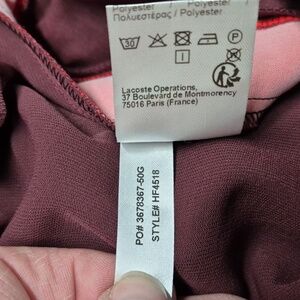 Polyester / Polyester
Πολυεστέρας / Polyester
30
P
Lacoste Operations,
37 Boulevard de Montmorency
75016 Paris (France)
PO# 3678367-50G
STYLE# HF4518